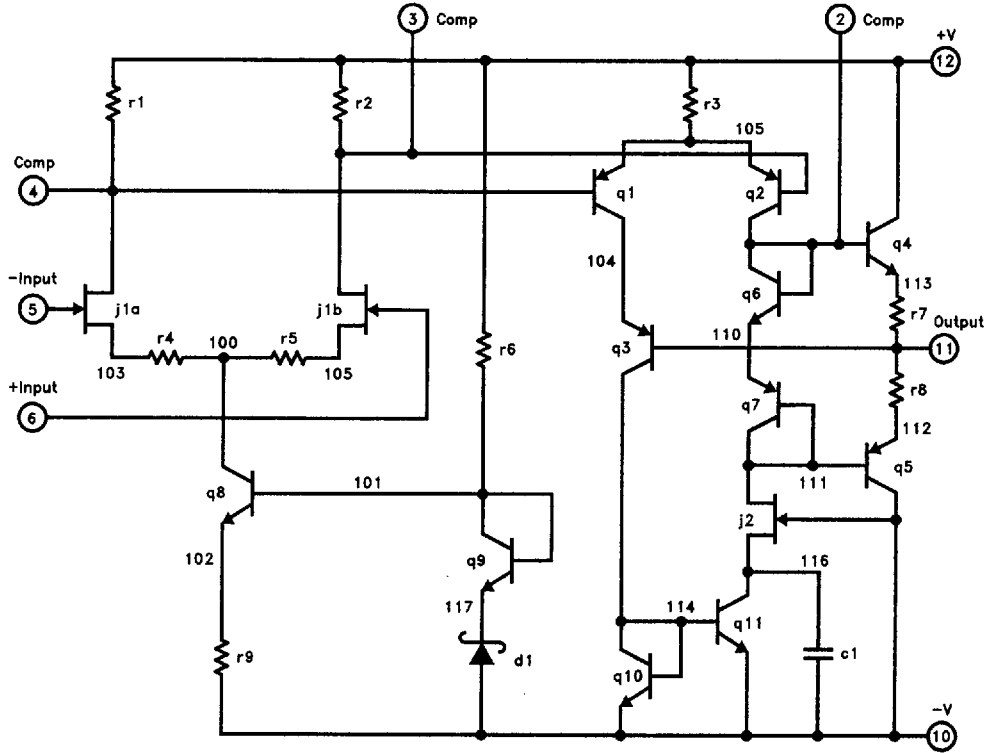 3 Comp
2 Comp
+V
12
r1
r2
r3
105
Comp
4
q1
q2
q4
104
113
-Input
5
j1a
j1b
q6
r7
r4
100
r5
r6
q3
110
Output
11
103
105
+Input
6
q7
r8
112
q8
101
111
q5
j2
102
q9
116
117
114
q11
r9
d1
q10
c1
-V
10